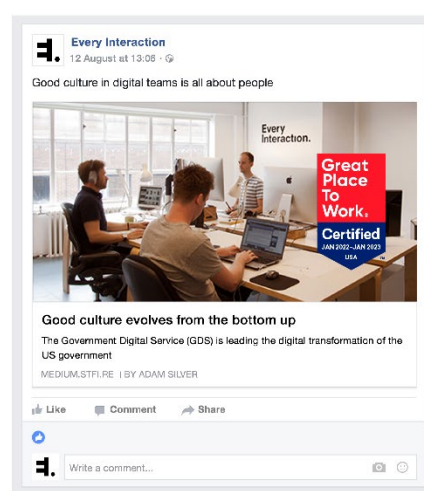 Every Interaction
12 August at 13:06 ·
Good culture in digital teams is all about people
Every
Interaction.
Great
Place
To
Work.
Certified
JAN 2022-JAN 2023
USA
TM
Good culture evolves from the bottom up
The Government Digital Service (GDS) is leading the digital transformation of the
US government
MEDIUM.STFI.RE | BY ADAM SILVER
Like Comment Share
Write a comment...